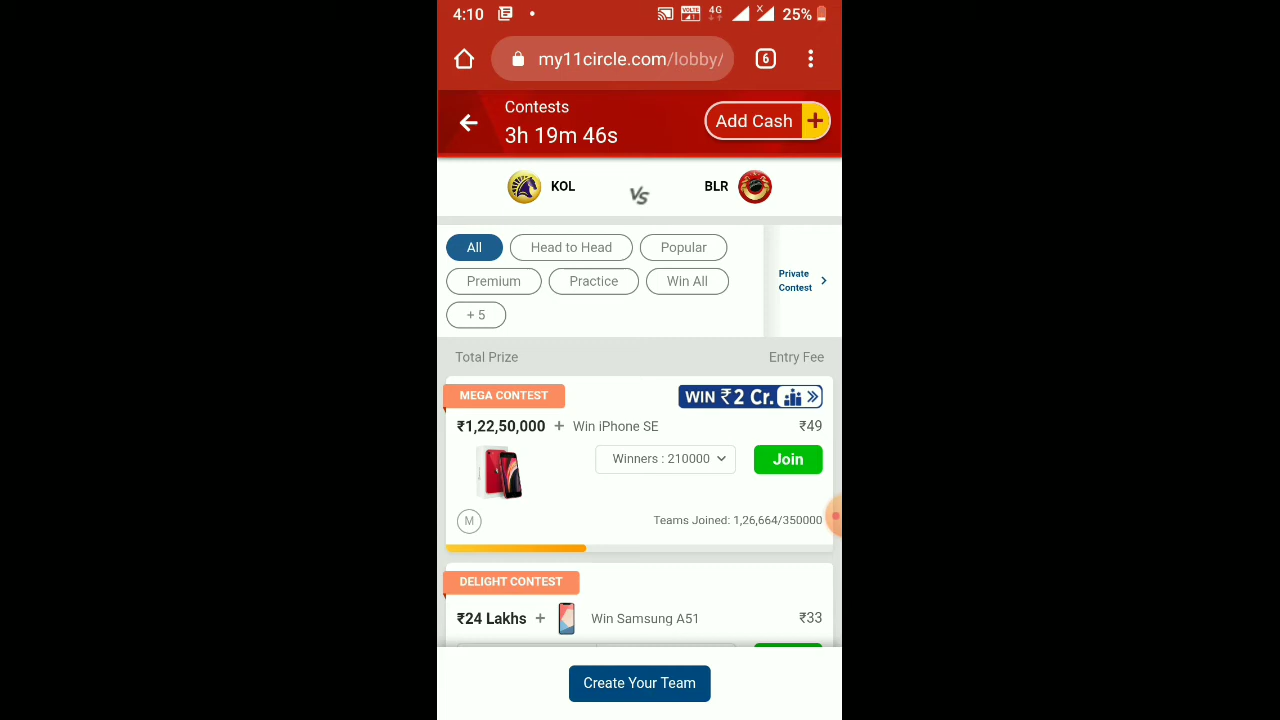 4:10
VOLTE
4G
X
25%
my11circle.com/lobby/
6
Contests
3h 19m 46s
Add Cash +
KOL
VS
BLR
All
Head to Head
Popular
Premium
Practice
Win All
+ 5
Private
Contest
Total Prize
Entry Fee
MEGA CONTEST
WIN ₹2 Cr.
₹1,22,50,000 + Win iPhone SE
₹49
Winners : 210000
Join
M
Teams Joined: 1,26,664/350000
DELIGHT CONTEST
₹24 Lakhs + Win Samsung A51
₹33
Create Your Team